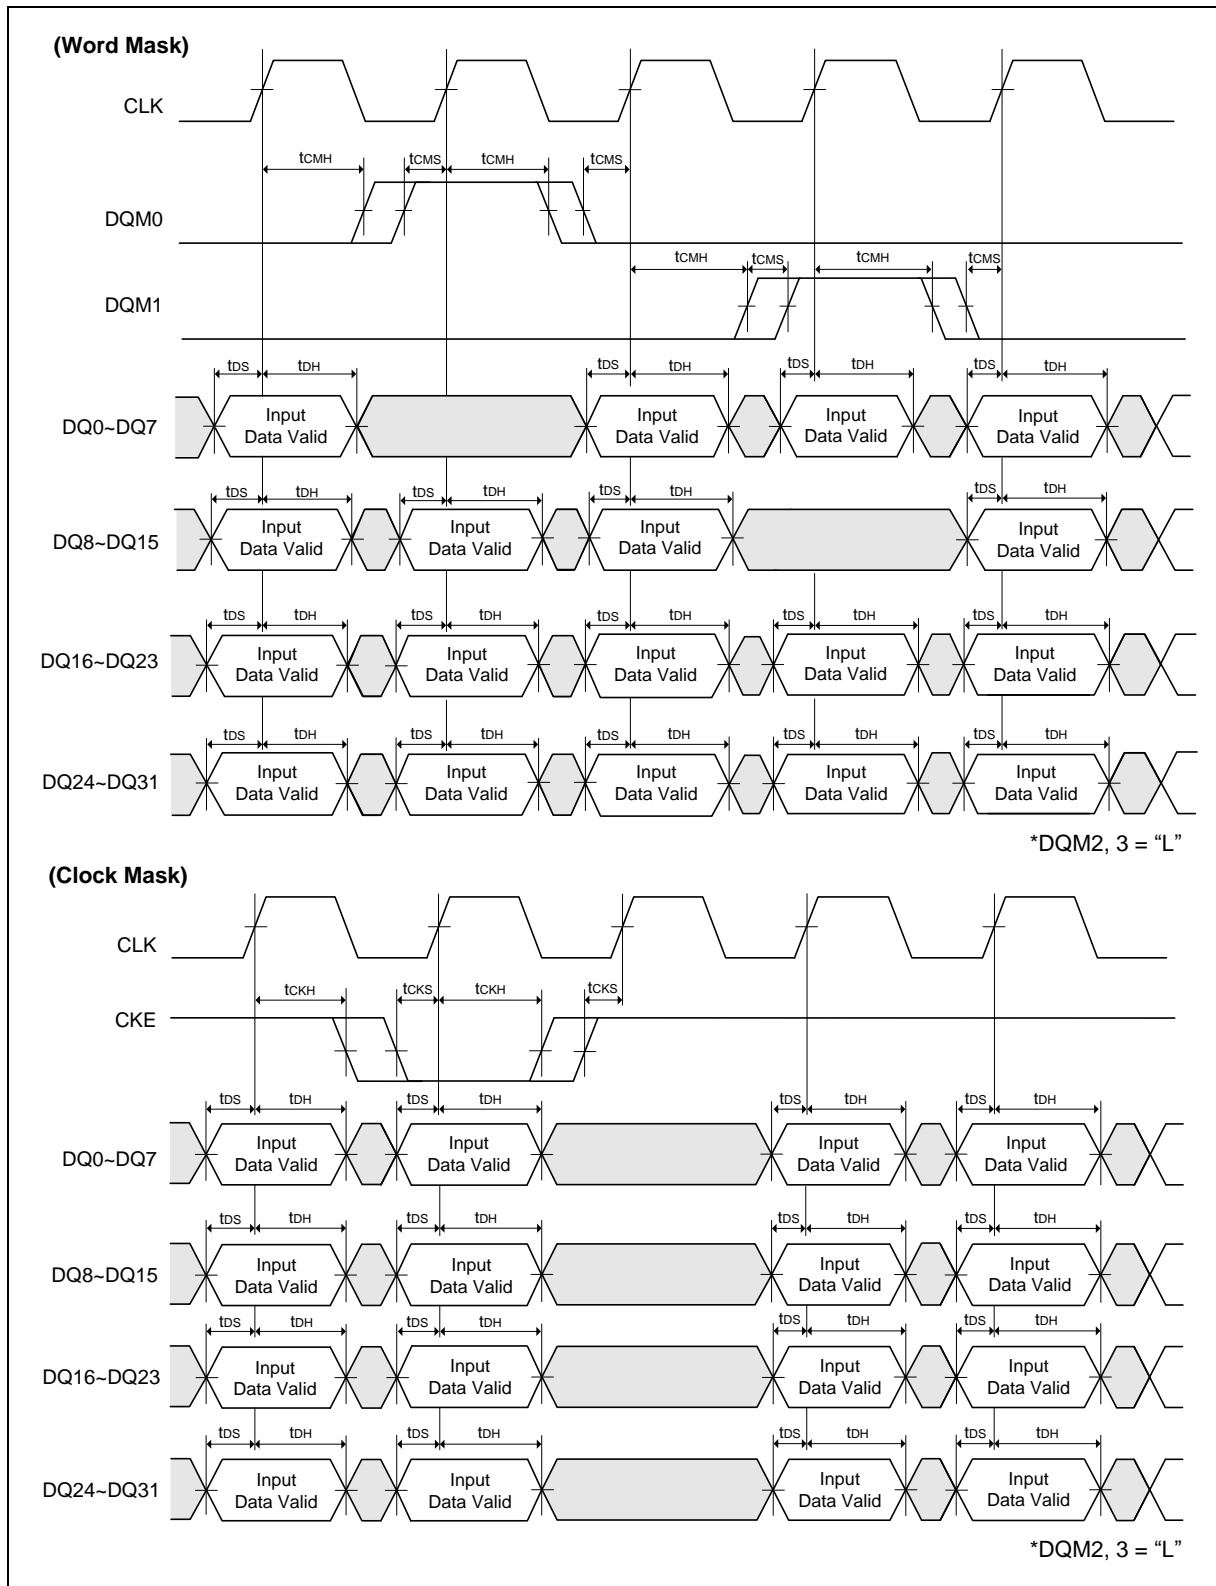 (Word Mask)
CLK
tCMH tCMS tCMH tCMS
DQM0
tCMH tCMS tCMH tCMS
DQM1
tDS tDH tDS tDH tDS tDH tDS tDH
DQ0~DQ7
Input Data Valid Input Data Valid Input Data Valid Input Data Valid
tDS tDH tDS tDH tDS tDH tDS tDH
DQ8~DQ15
Input Data Valid Input Data Valid Input Data Valid Input Data Valid
tDS tDH tDS tDH tDS tDH tDS tDH tDS tDH
DQ16~DQ23
Input Data Valid Input Data Valid Input Data Valid Input Data Valid Input Data Valid
tDS tDH tDS tDH tDS tDH tDS tDH tDS tDH
DQ24~DQ31
Input Data Valid Input Data Valid Input Data Valid Input Data Valid Input Data Valid
*DQM2, 3 = “L”
(Clock Mask)
CLK
tCKH tCKS tCKH tCKS
CKE
tDS tDH tDS tDH tDS tDH tDS tDH
DQ0~DQ7
Input Data Valid Input Data Valid Input Data Valid Input Data Valid
tDS tDH tDS tDH tDS tDH tDS tDH
DQ8~DQ15
Input Data Valid Input Data Valid Input Data Valid Input Data Valid
tDS tDH tDS tDH tDS tDH tDS tDH
DQ16~DQ23
Input Data Valid Input Data Valid Input Data Valid Input Data Valid
tDS tDH tDS tDH tDS tDH tDS tDH
DQ24~DQ31
Input Data Valid Input Data Valid Input Data Valid Input Data Valid
*DQM2, 3 = “L”